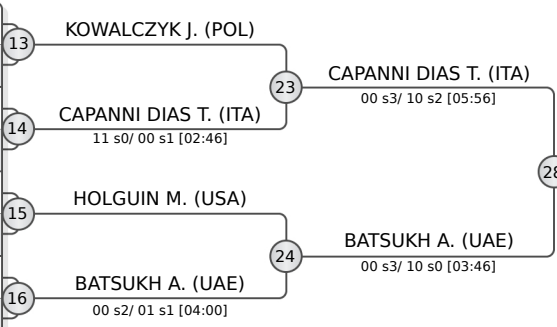 KOWALCZYK J. (POL)
13
23
CAPANNI DIAS T. (ITA)
00 s3/ 10 s2 [05:56]
CAPANNI DIAS T. (ITA)
14
11 s0/ 00 s1 [02:46]
28
HOLGUIN M. (USA)
15
24
BATSUKH A. (UAE)
00 s3/ 10 s0 [03:46]
BATSUKH A. (UAE)
16
00 s2/ 01 s1 [04:00]